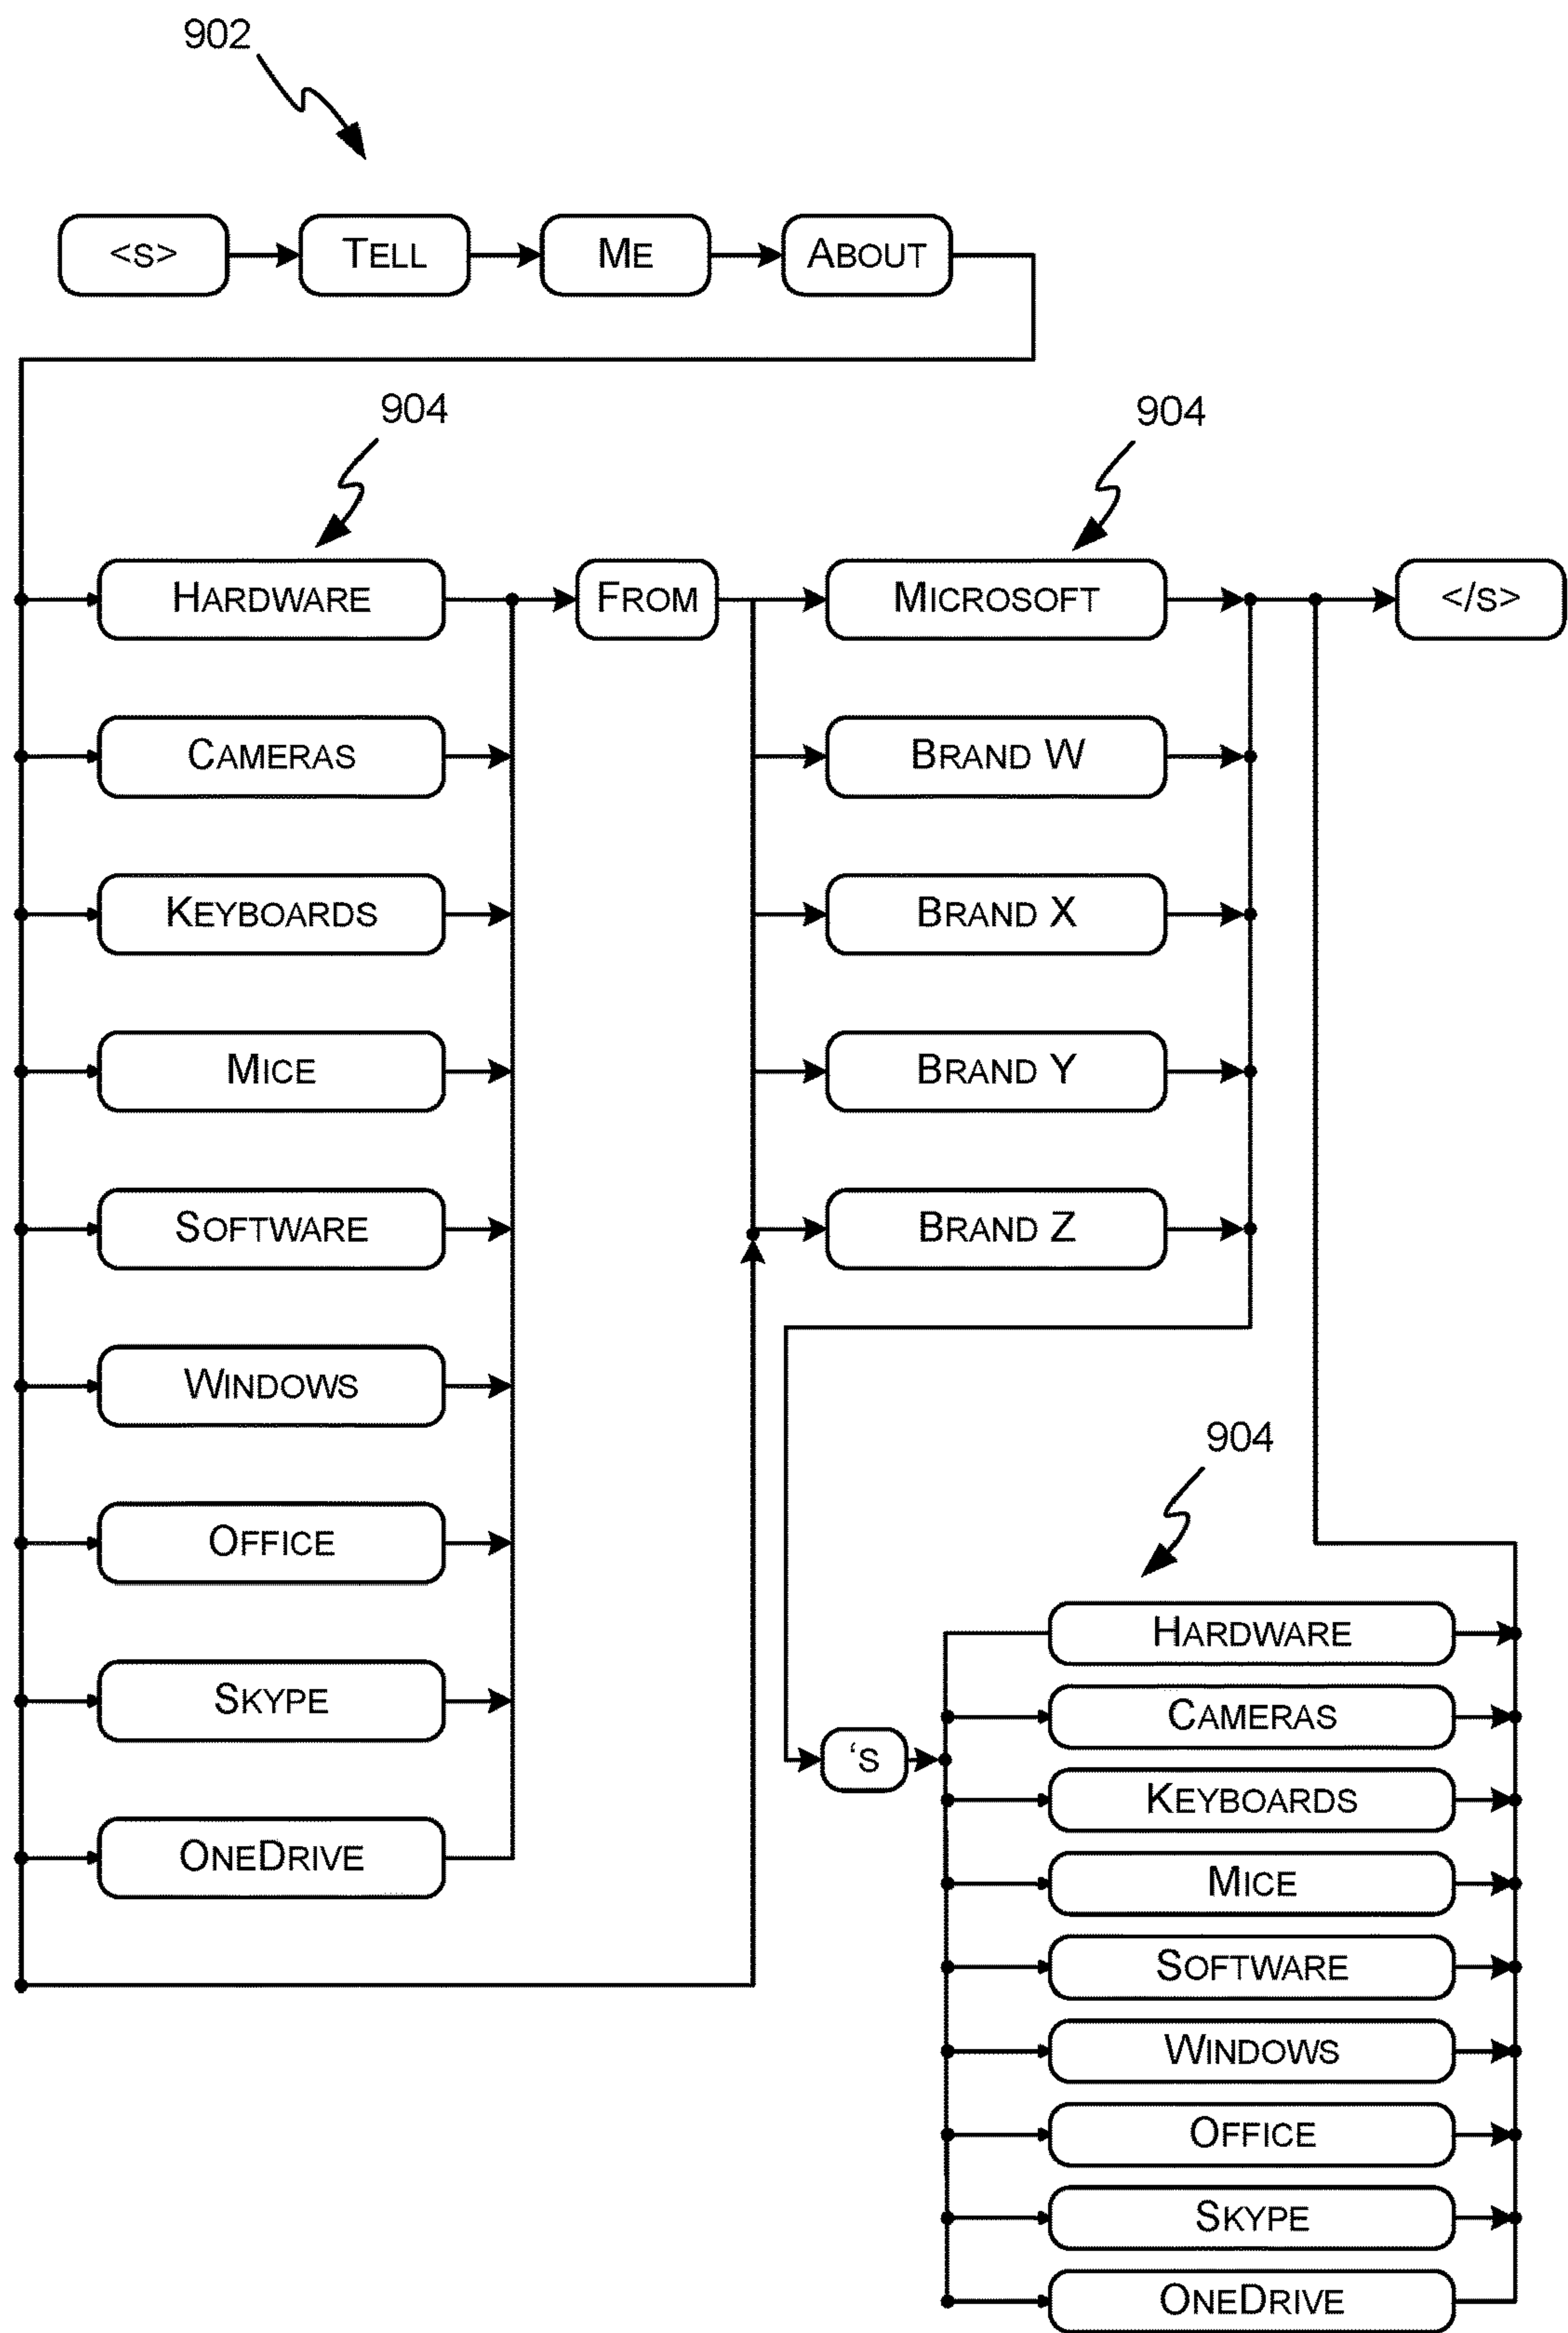 902
<s> TELL ME ABOUT
904 904
HARDWARE FROM MICROSOFT </s>
CAMERAS BRAND W
KEYBOARDS BRAND X
MICE BRAND Y
SOFTWARE BRAND Z
WINDOWS
904
OFFICE
HARDWARE
SKYPE
CAMERAS
'S
KEYBOARDS
ONEDRIVE
MICE
SOFTWARE
WINDOWS
OFFICE
SKYPE
ONEDRIVE